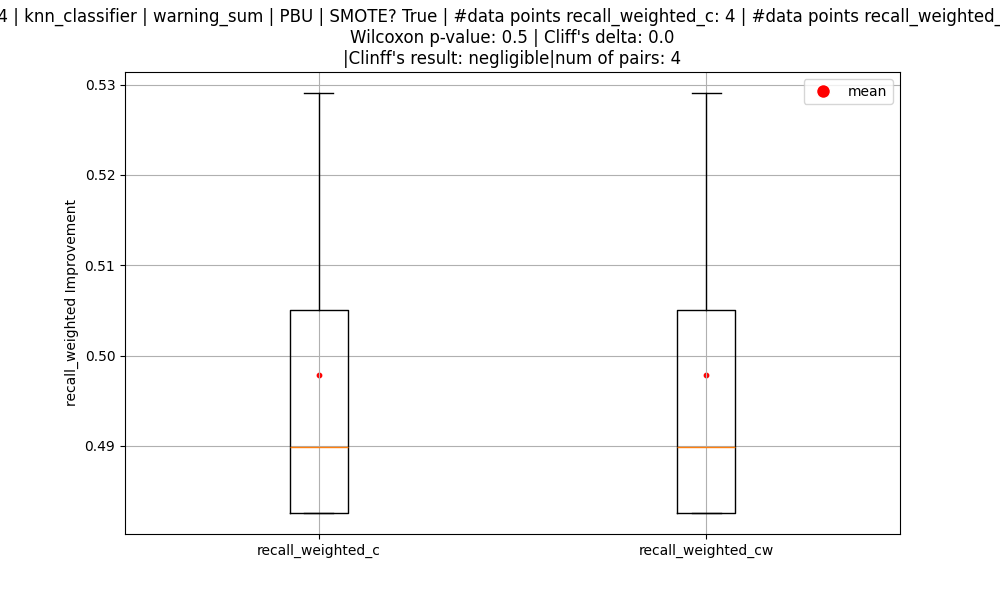 4 | knn_classifier | warning_sum | PBU | SMOTE? True | #data points recall_weighted_c: 4 | #data points recall_weighted_
Wilcoxon p-value: 0.5 | Cliff's delta: 0.0
|Clinff's result: negligible|num of pairs: 4
mean
0.53
0.52
0.51
0.50
0.49
recall_weighted Improvement
recall_weighted_c
recall_weighted_cw